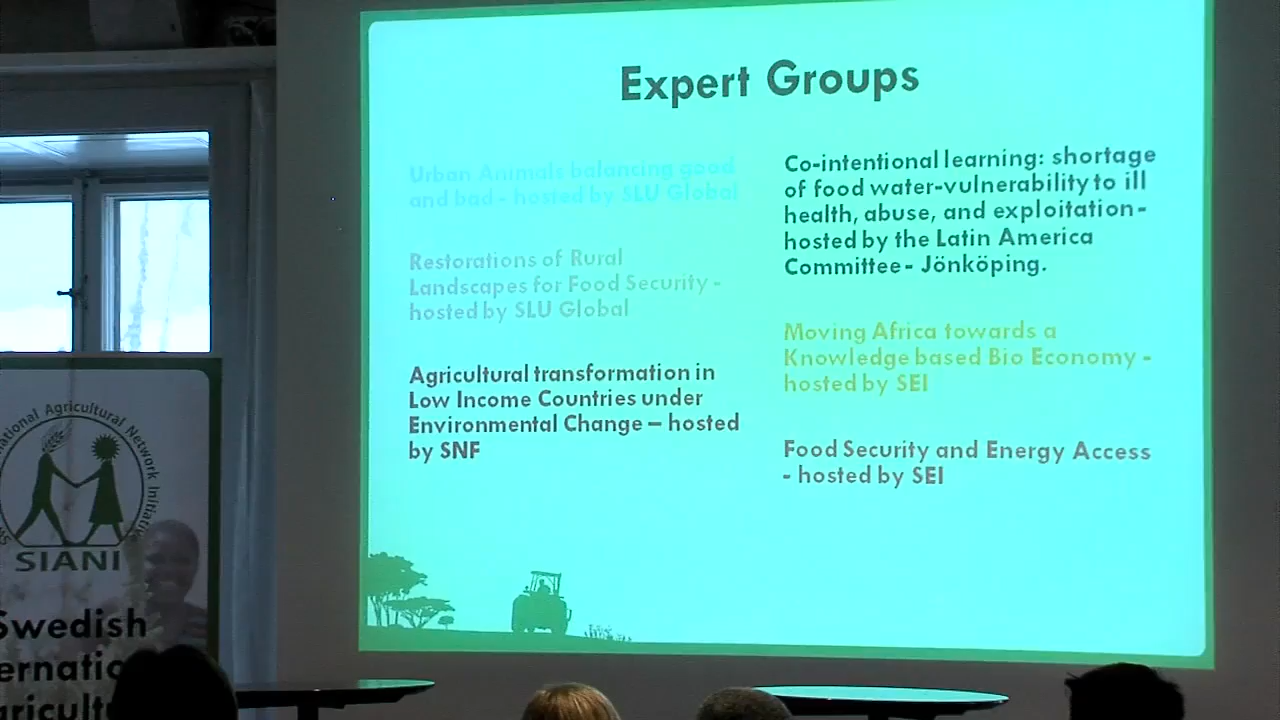 Expert Groups
Urban Animals balancing good
and bad - hosted by SLU Global
Restorations of Rural
Landscapes for Food Security -
hosted by SLU Global
Agricultural transformation in
Low Income Countries under
Environmental Change – hosted
by SNF
Co-intentional learning: shortage
of food water-vulnerability to ill
health, abuse, and exploitation-
hosted by the Latin America
Committee- Jönköping.
Moving Africa towards a
Knowledge based Bio Economy -
hosted by SEI
Food Security and Energy Access
- hosted by SEI
national Agricultural Network Initiative
SIANI
Swedish